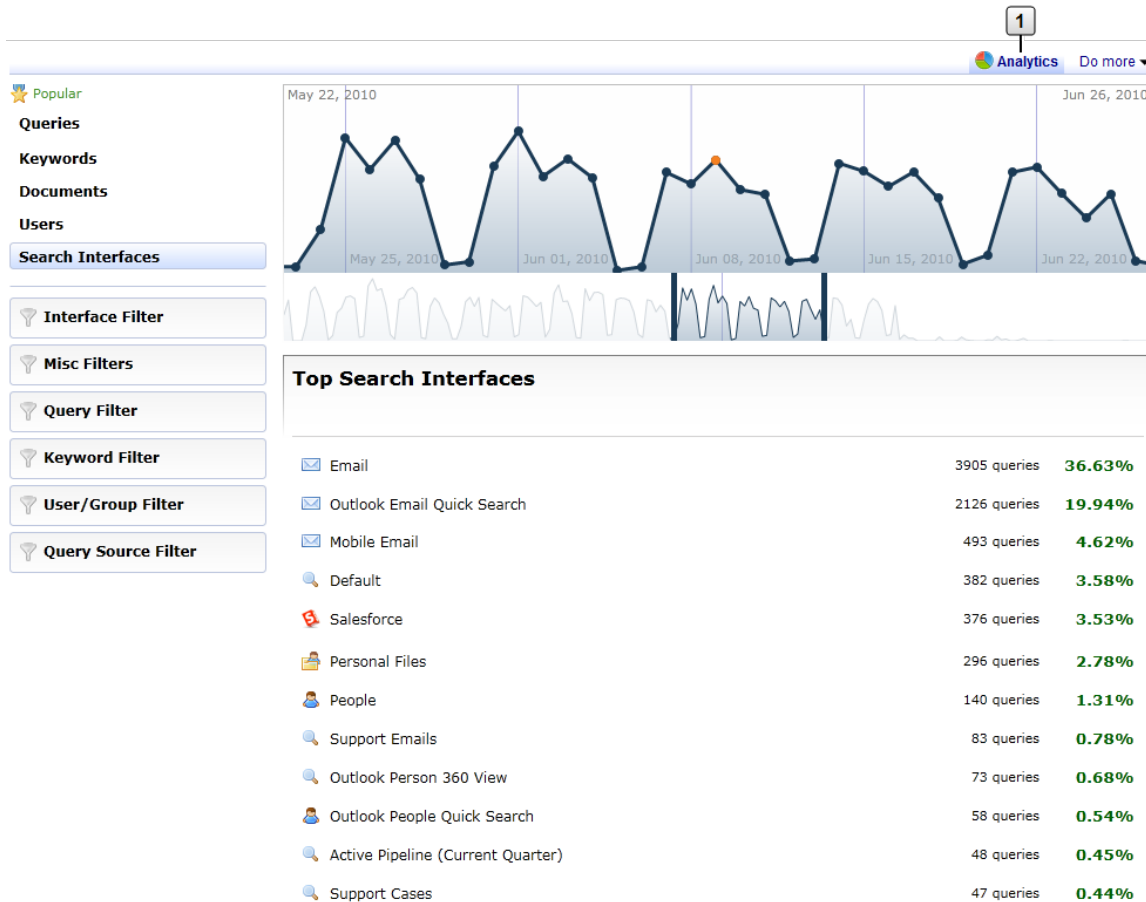 1
Analytics Do more
Popular
Queries
Keywords
Documents
Users
Search Interfaces
Interface Filter
Misc Filters
Query Filter
Keyword Filter
User/Group Filter
Query Source Filter
May 22, 2010 Jun 26, 2010
May 25, 2010 Jun 01, 2010 Jun 08, 2010 Jun 15, 2010 Jun 22, 2010
Top Search Interfaces
Email 3905 queries 36.63%
Outlook Email Quick Search 2126 queries 19.94%
Mobile Email 493 queries 4.62%
Default 382 queries 3.58%
Salesforce 376 queries 3.53%
Personal Files 296 queries 2.78%
People 140 queries 1.31%
Support Emails 83 queries 0.78%
Outlook Person 360 View 73 queries 0.68%
Outlook People Quick Search 58 queries 0.54%
Active Pipeline (Current Quarter) 48 queries 0.45%
Support Cases 47 queries 0.44%